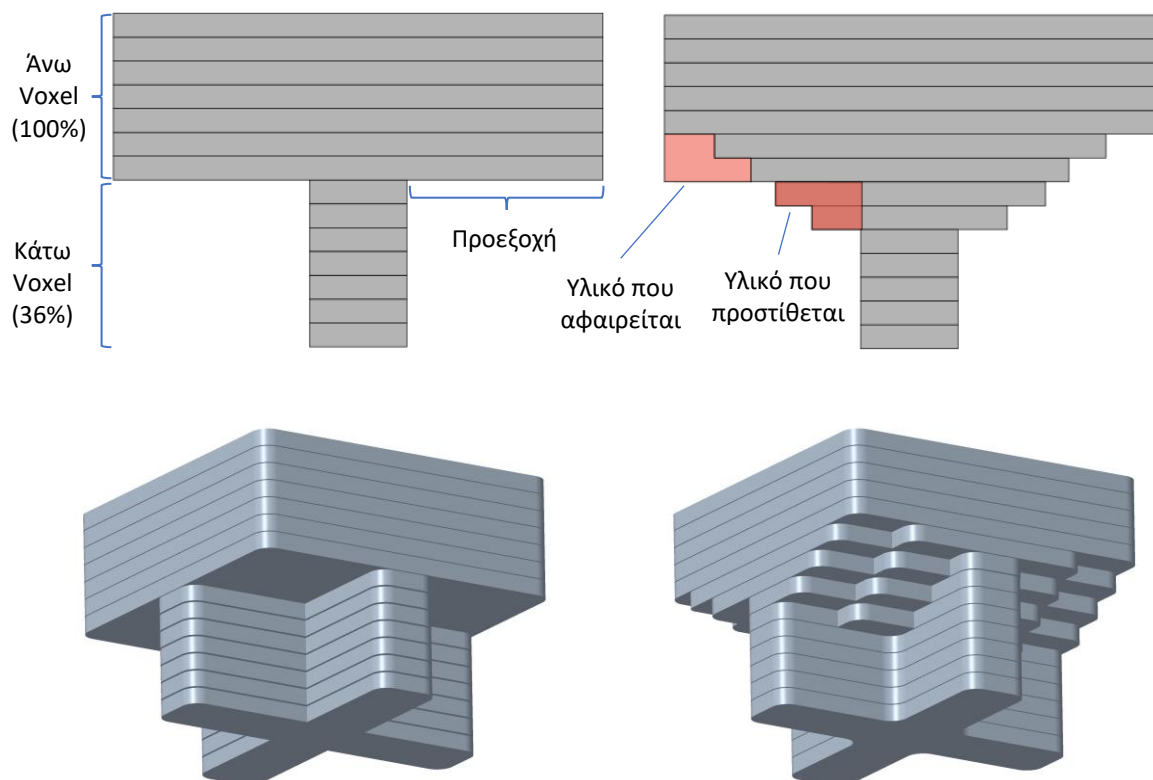 Άνω
Voxel
(100%)
Κάτω
Voxel
(36%)
Προεξοχή
Υλικό που
αφαιρείται
Υλικό που
προστίθεται